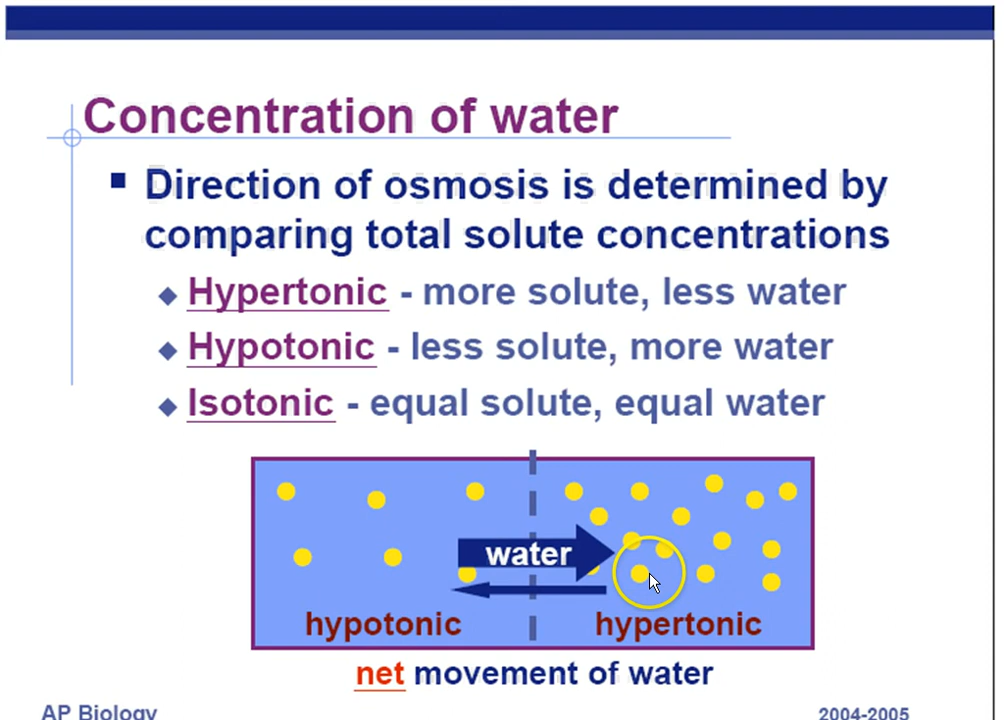 Concentration of water
Direction of osmosis is determined by
comparing total solute concentrations
Hypertonic - more solute, less water
Hypotonic - less solute, more water
Isotonic - equal solute, equal water
water
hypotonic hypertonic
net movement of water
AP Biology 2004-2005